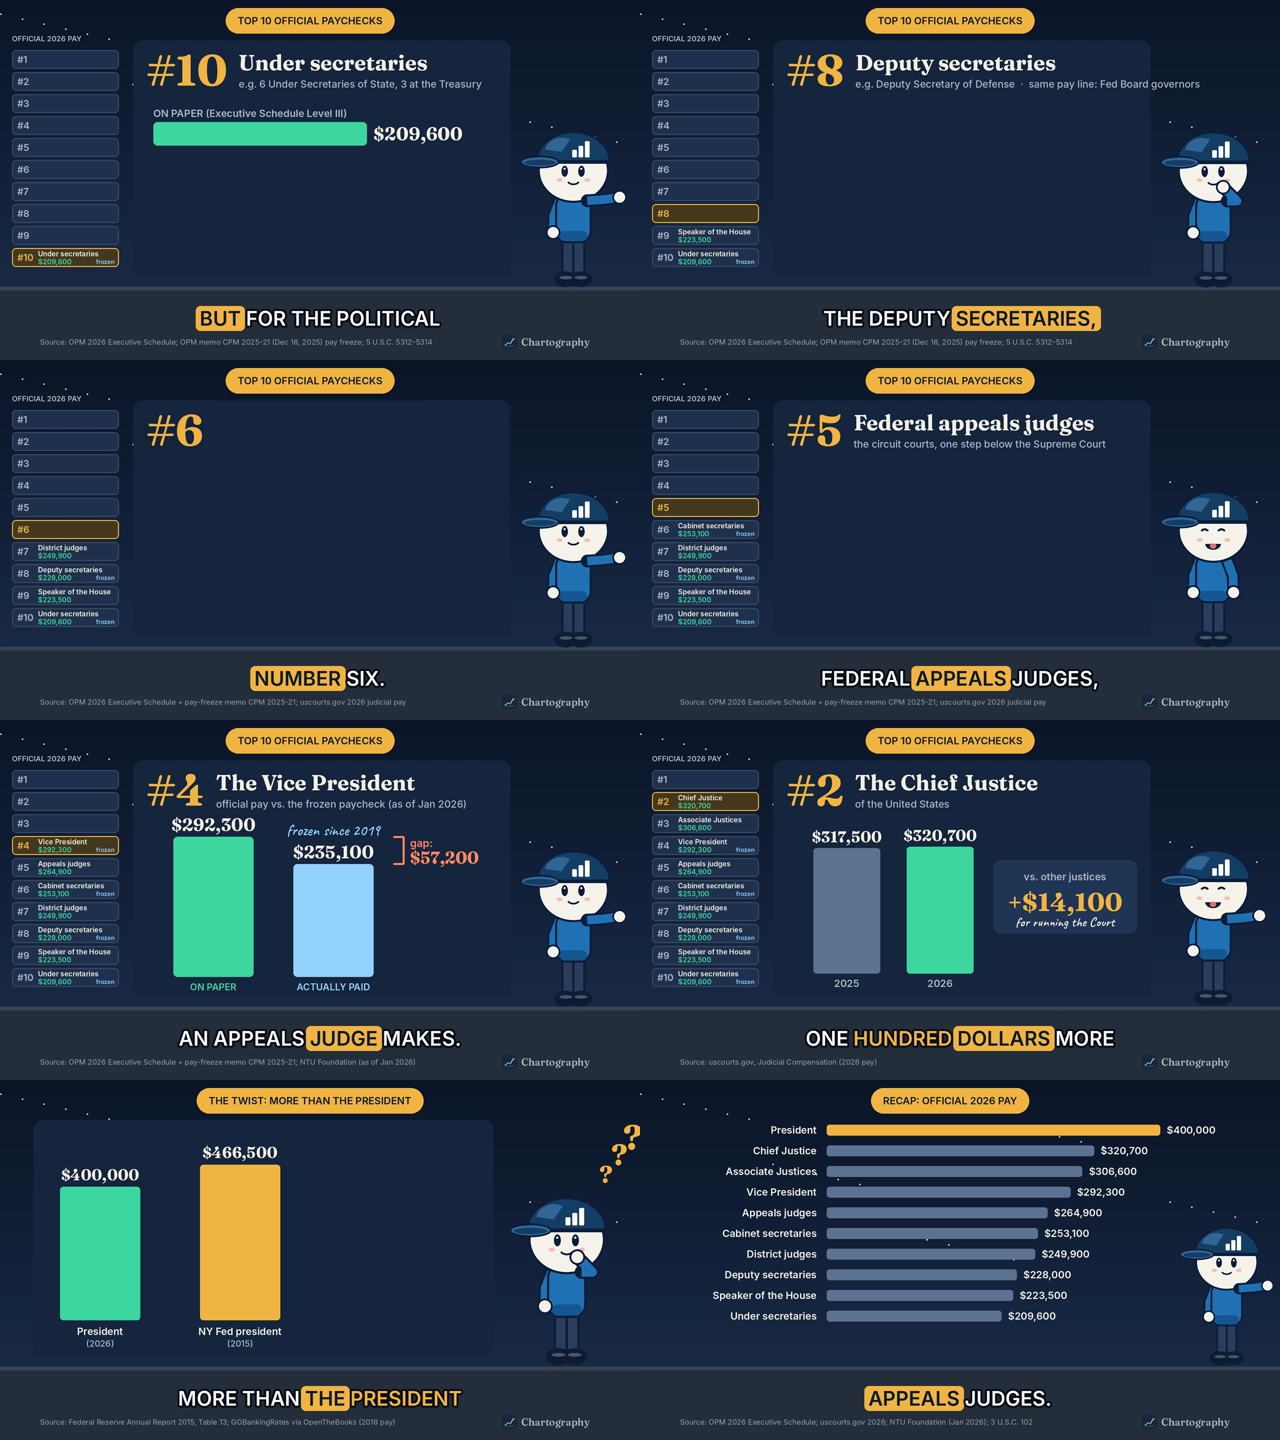 TOP 10 OFFICIAL PAYCHECKS
OFFICIAL 2026 PAY
#1
#2
#3
#4
#5
#6
#7
#8
#9
#10 Under secretaries
$209,600 frozen
#10 Under secretaries
e.g. 6 Under Secretaries of State, 3 at the Treasury
ON PAPER (Executive Schedule Level III)
$209,600
BUT FOR THE POLITICAL
Source: OPM 2026 Executive Schedule; OPM memo CPM 2025-21 (Dec 18, 2025) pay freeze; 5 U.S.C. 5312-5314
Chartography
TOP 10 OFFICIAL PAYCHECKS
OFFICIAL 2026 PAY
#1
#2
#3
#4
#5
#6
#7
#8
#9 Speaker of the House
$223,500
#10 Under secretaries
$209,600 frozen
#8 Deputy secretaries
e.g. Deputy Secretary of Defense · same pay line: Fed Board governors
THE DEPUTY SECRETARIES,
Source: OPM 2026 Executive Schedule; OPM memo CPM 2025-21 (Dec 18, 2025) pay freeze; 5 U.S.C. 5312-5314
Chartography
TOP 10 OFFICIAL PAYCHECKS
OFFICIAL 2026 PAY
#1
#2
#3
#4
#5
#6
#7 District judges
$249,900
#8 Deputy secretaries
$228,000 frozen
#9 Speaker of the House
$223,500
#10 Under secretaries
$209,600 frozen
#6
NUMBER SIX.
Source: OPM 2026 Executive Schedule + pay-freeze memo CPM 2025-21; uscourts.gov 2026 judicial pay
Chartography
TOP 10 OFFICIAL PAYCHECKS
OFFICIAL 2026 PAY
#1
#2
#3
#4
#5
#6 Cabinet secretaries
$253,100 frozen
#7 District judges
$249,900
#8 Deputy secretaries
$228,000 frozen
#9 Speaker of the House
$223,500
#10 Under secretaries
$209,600 frozen
#5 Federal appeals judges
the circuit courts, one step below the Supreme Court
FEDERAL APPEALS JUDGES,
Source: OPM 2026 Executive Schedule + pay-freeze memo CPM 2025-21; uscourts.gov 2026 judicial pay
Chartography
TOP 10 OFFICIAL PAYCHECKS
OFFICIAL 2026 PAY
#1
#2
#3
#4 Vice President
$292,300 frozen
#5 Appeals judges
$264,900
#6 Cabinet secretaries
$253,100 frozen
#7 District judges
$249,900
#8 Deputy secretaries
$228,000 frozen
#9 Speaker of the House
$223,500
#10 Under secretaries
$209,600 frozen
#4 The Vice President
official pay vs. the frozen paycheck (as of Jan 2026)
$292,300
frozen since 2019
$235,100
gap:
$57,200
ON PAPER
ACTUALLY PAID
AN APPEALS JUDGE MAKES.
Source: OPM 2026 Executive Schedule + pay-freeze memo CPM 2025-21; NTU Foundation (as of Jan 2026)
Chartography
TOP 10 OFFICIAL PAYCHECKS
OFFICIAL 2026 PAY
#1
#2 Chief Justice
$320,700
#3 Associate Justices
$306,600
#4 Vice President
$292,300 frozen
#5 Appeals judges
$264,900
#6 Cabinet secretaries
$253,100 frozen
#7 District judges
$249,900
#8 Deputy secretaries
$228,000 frozen
#9 Speaker of the House
$223,500
#10 Under secretaries
$209,600 frozen
#2 The Chief Justice
of the United States
$317,500
$320,700
vs. other justices
+$14,100
for running the Court
2025
2026
ONE HUNDRED DOLLARS MORE
Source: uscourts.gov, Judicial Compensation (2026 pay)
Chartography
THE TWIST: MORE THAN THE PRESIDENT
$400,000
$466,500
President
(2026)
NY Fed president
(2015)
? ? ?
MORE THAN THE PRESIDENT
Source: Federal Reserve Annual Report 2015, Table 13; GOBankingRates via OpenTheBooks (2018 pay)
Chartography
RECAP: OFFICIAL 2026 PAY
President $400,000
Chief Justice $320,700
Associate Justices $306,600
Vice President $292,300
Appeals judges $264,900
Cabinet secretaries $253,100
District judges $249,900
Deputy secretaries $228,000
Speaker of the House $223,500
Under secretaries $209,600
APPEALS JUDGES.
Source: OPM 2026 Executive Schedule; uscourts.gov 2026; NTU Foundation (Jan 2026); 3 U.S.C. 102
Chartography